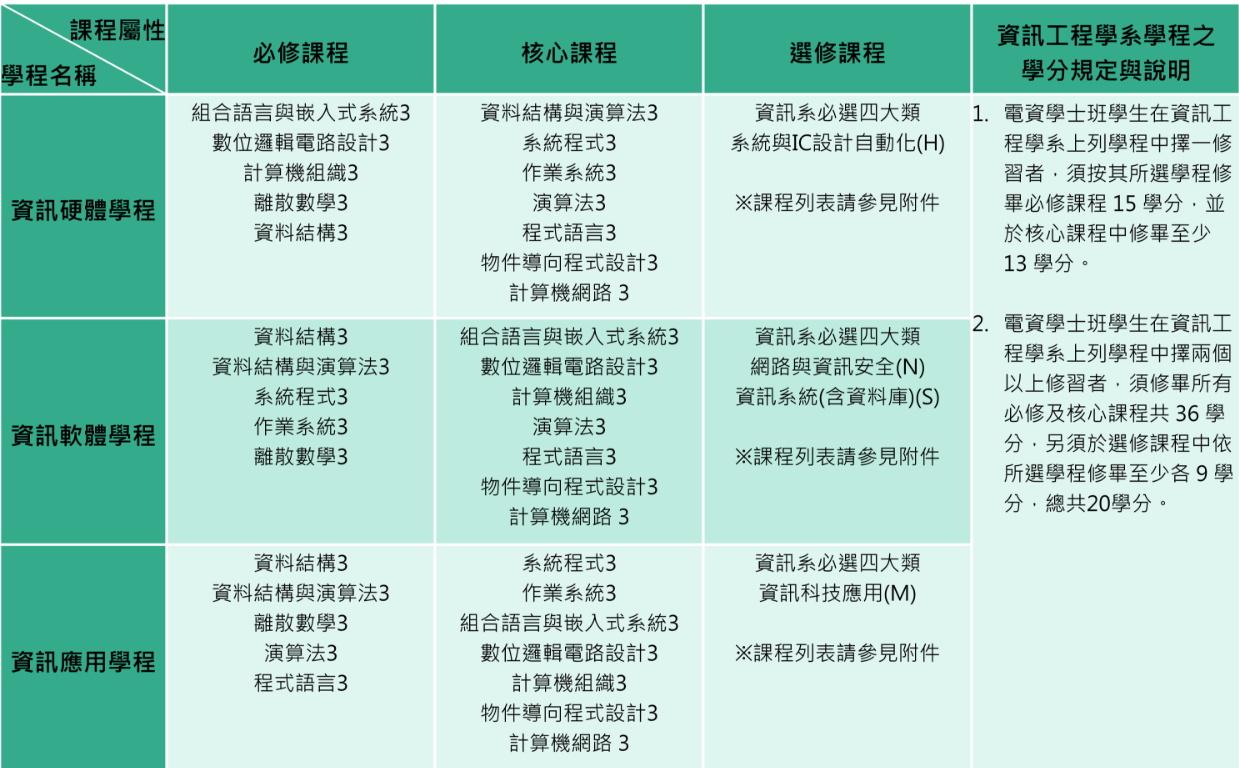 課程屬性
學程名稱
必修課程
核心課程
選修課程
資訊工程學系學程之
學分規定與說明
資訊硬體學程
組合語言與嵌入式系統3
數位邏輯電路設計3
計算機組織3
離散數學3
資料結構3
資料結構與演算法3
系統程式3
作業系統3
演算法3
程式語言3
物件導向程式設計3
計算機網路 3
資訊系必選四大類
系統與IC設計自動化(H)
※課程列表請參見附件
資訊軟體學程
資料結構3
資料結構與演算法3
系統程式3
作業系統3
離散數學3
組合語言與嵌入式系統3
數位邏輯電路設計3
計算機組織3
演算法3
程式語言3
物件導向程式設計3
計算機網路 3
資訊系必選四大類
網路與資訊安全(N)
資訊系統(含資料庫)(S)
※課程列表請參見附件
資訊應用學程
資料結構3
資料結構與演算法3
離散數學3
演算法3
程式語言3
系統程式3
作業系統3
組合語言與嵌入式系統3
數位邏輯電路設計3
計算機組織3
物件導向程式設計3
計算機網路 3
資訊系必選四大類
資訊科技應用(M)
※課程列表請參見附件
1. 電資學士班學生在資訊工
程學系上列學程中擇一修
習者，須按其所選學程修
畢必修課程 15 學分，並
於核心課程中修畢至少
13 學分。
2. 電資學士班學生在資訊工
程學系上列學程中擇兩個
以上修習者，須修畢所有
必修及核心課程共 36 學
分，另須於選修課程中依
所選學程修畢至少各 9 學
分，總共20學分。